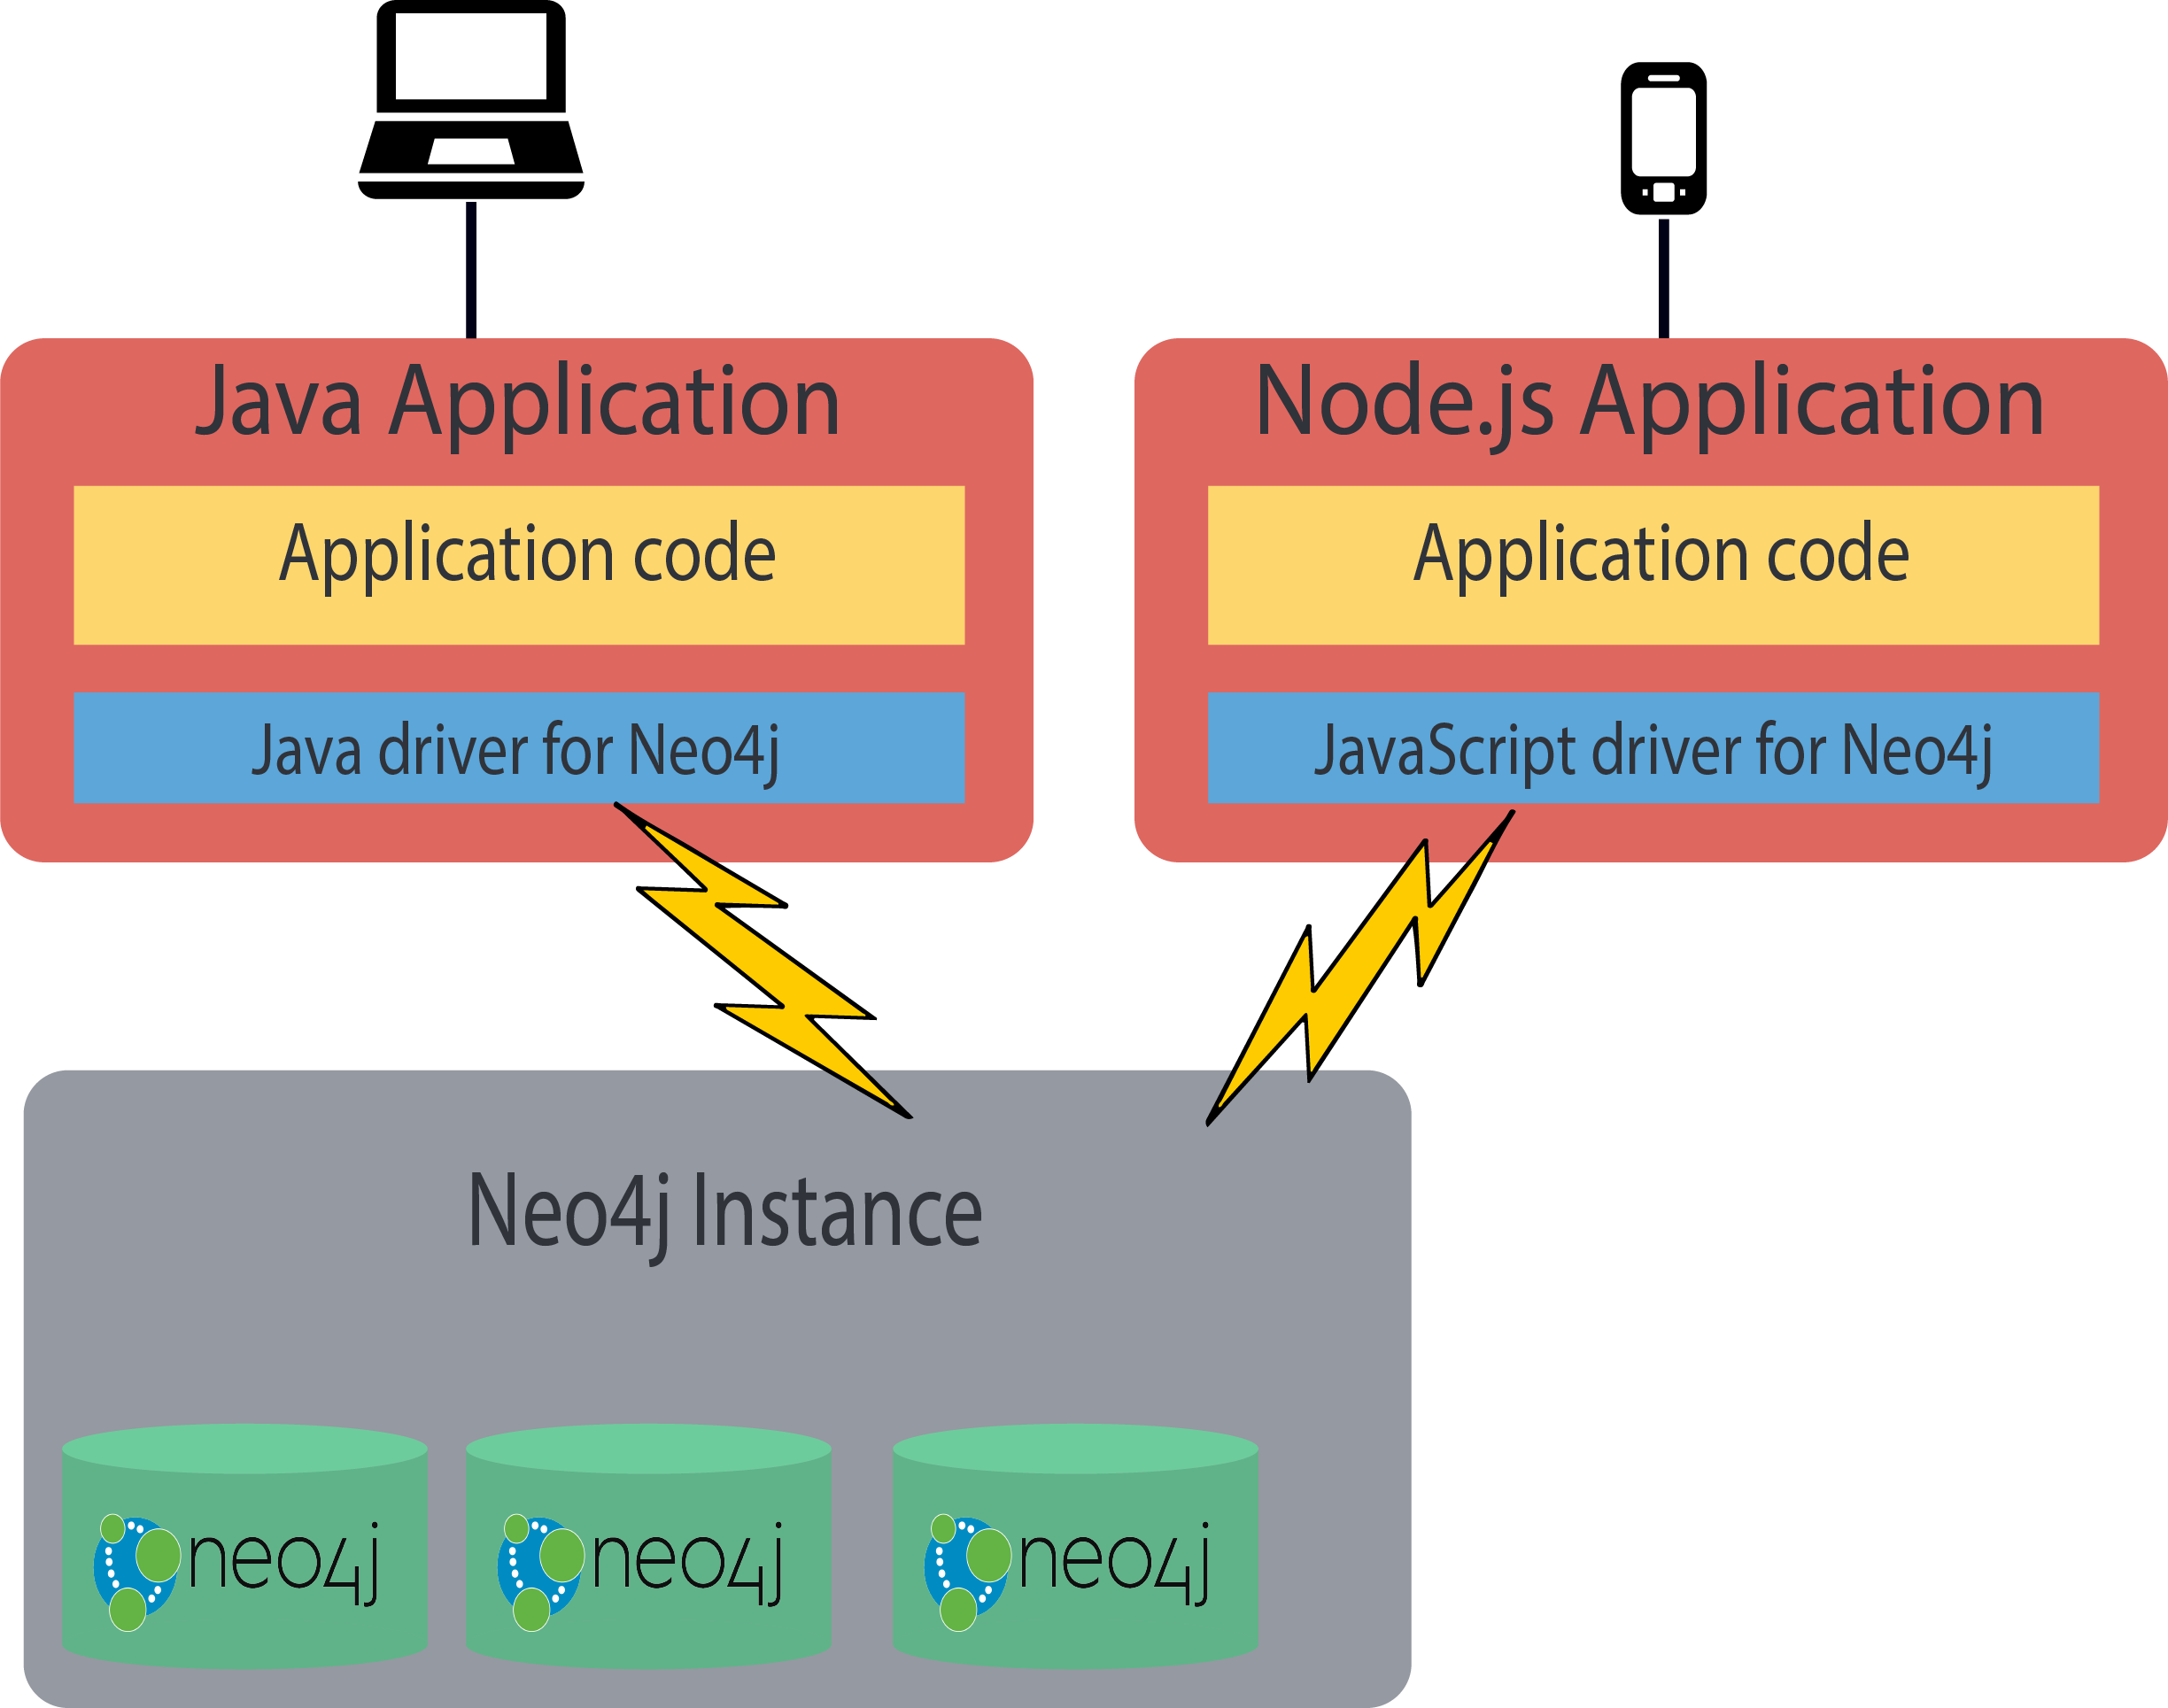 Java Application
Application code
Java driver for Neo4j
Node.js Application
Application code
JavaScript driver for Neo4j
Neo4j Instance
neo4j
neo4j
neo4j